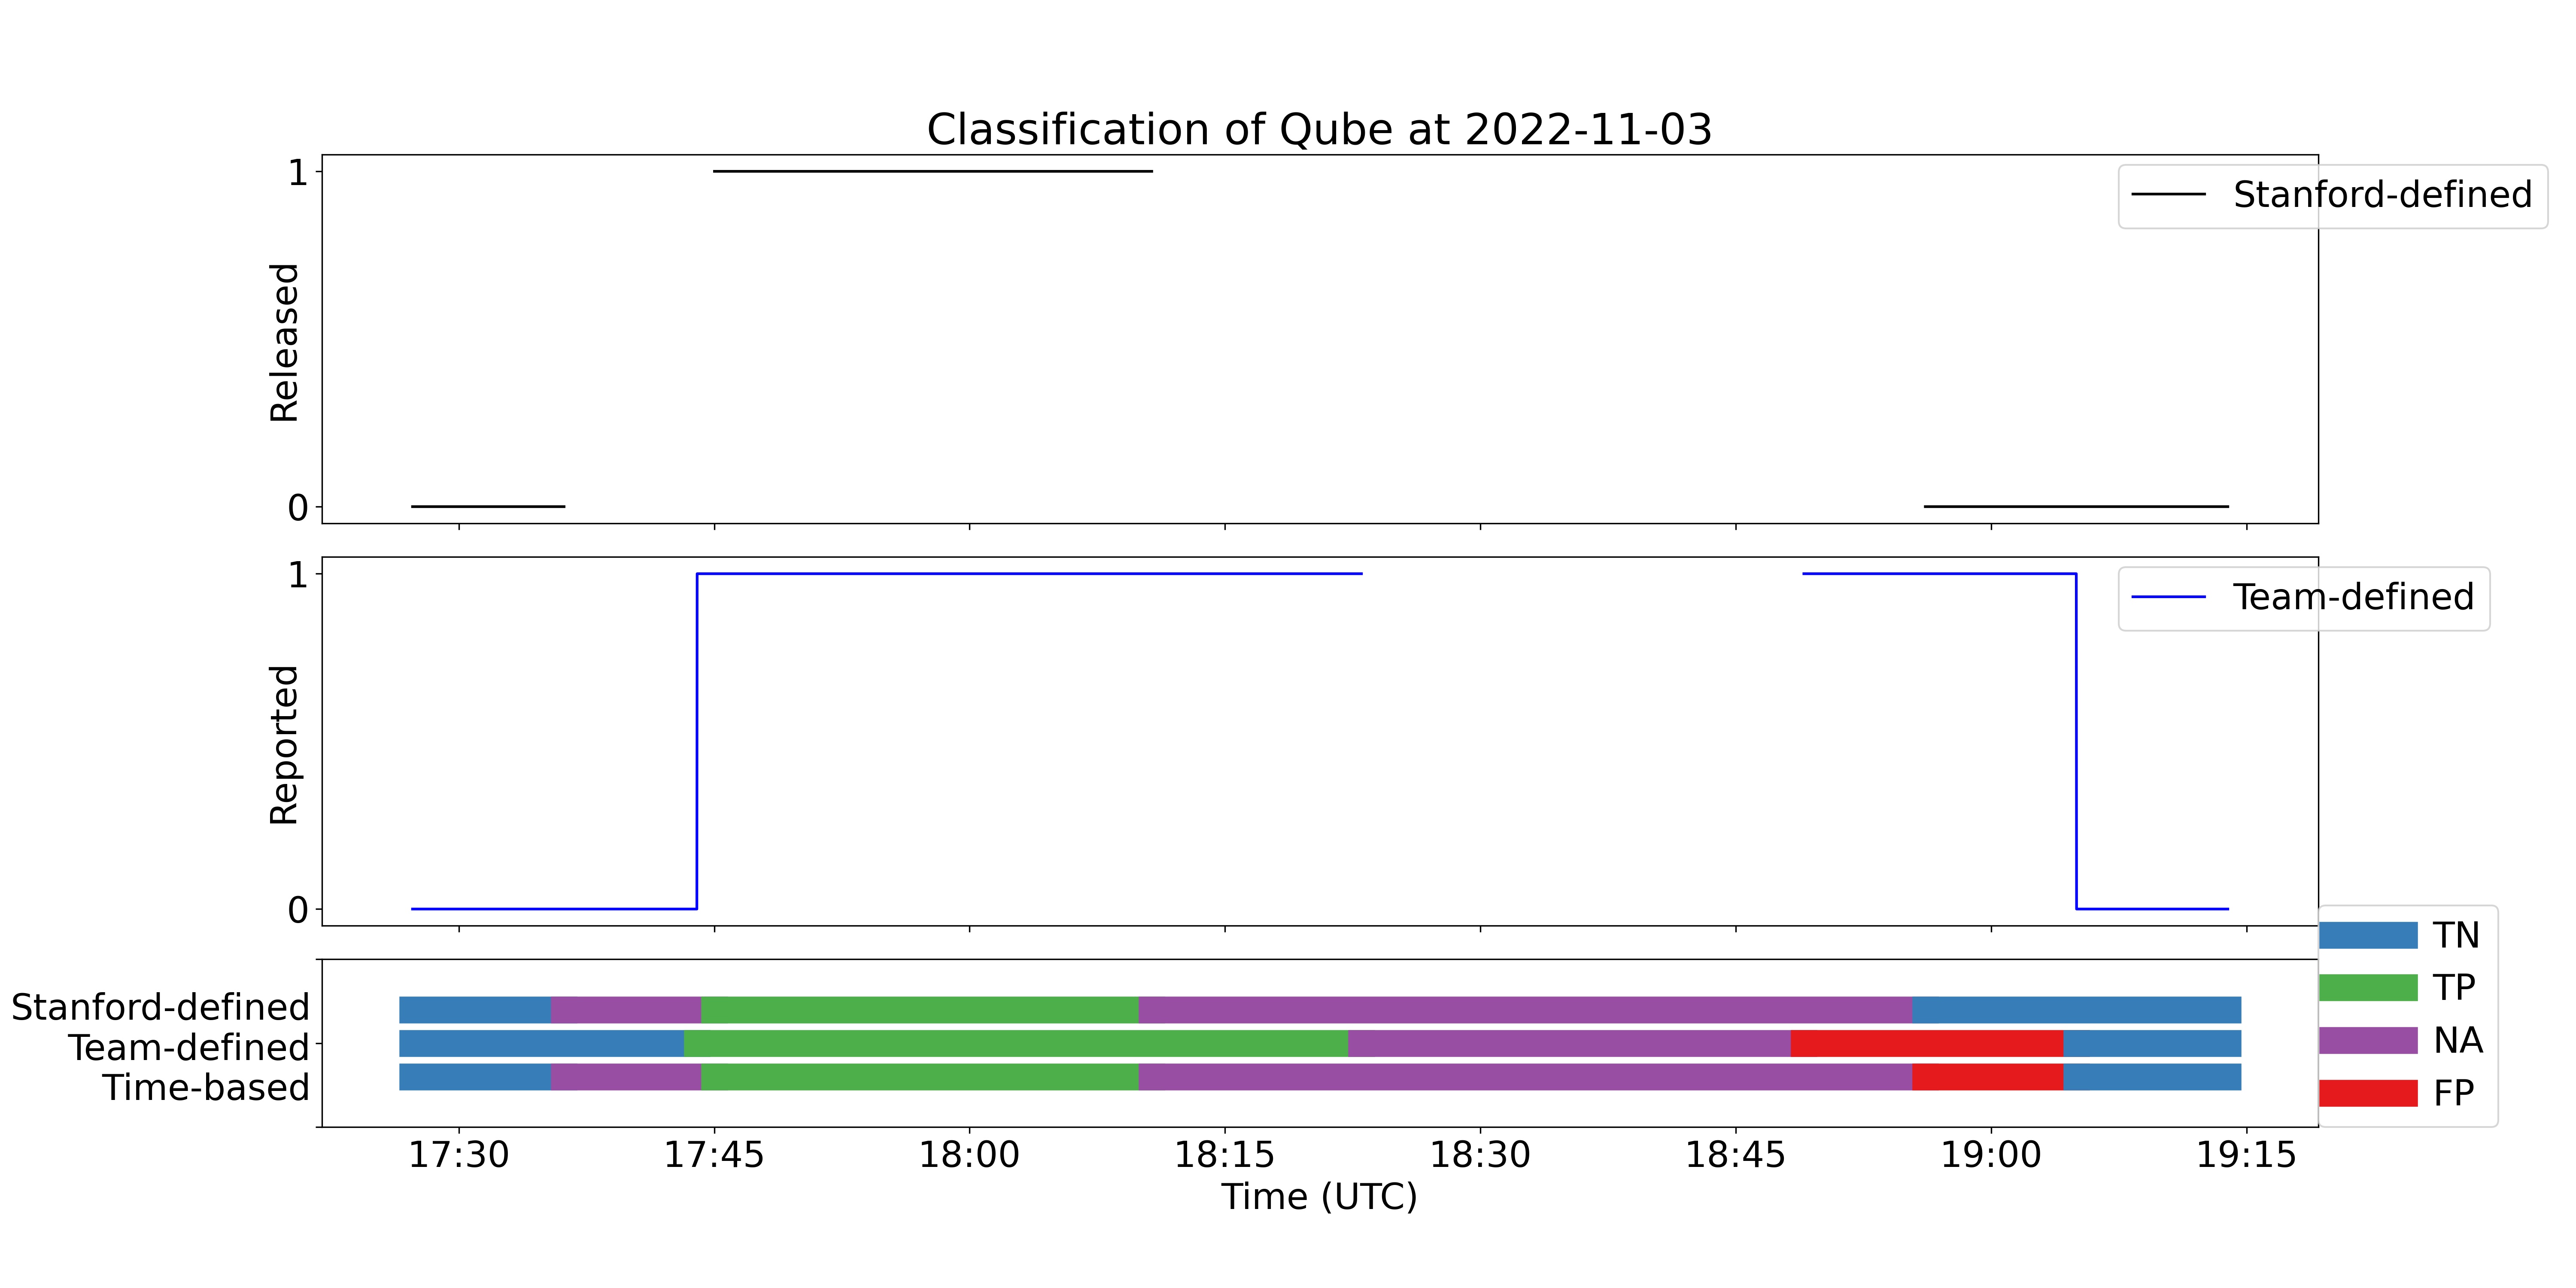 Classification of Qube at 2022-11-03
1
Stanford-defined
Released
0
1
Team-defined
Reported
0
TN
TP
NA
FP
Stanford-defined
Team-defined
Time-based
17:30 17:45 18:00 18:15 18:30 18:45 19:00 19:15
Time (UTC)